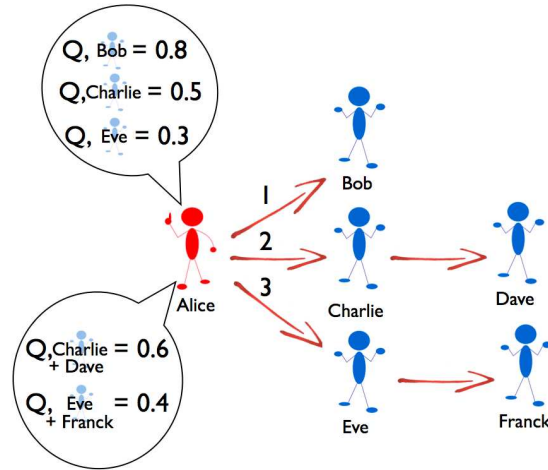 Q, Bob = 0.8
Q, Charlie = 0.5
Q, Eve = 0.3
1
Bob
2
3
Alice
Charlie
Dave
Q, Charlie = 0.6
+ Dave
Q, Eve = 0.4
+ Franck
Eve
Franck